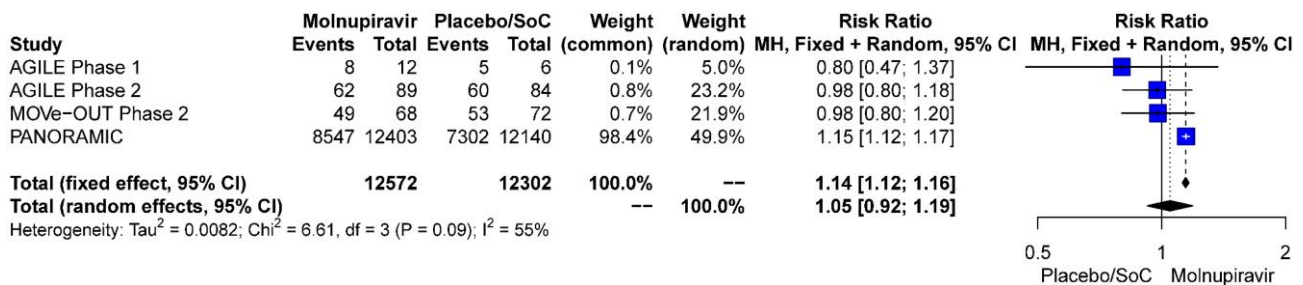 Molnupiravir Placebo/SoC Weight Weight Risk Ratio Risk Ratio
Study Events Total Events Total (common) (random) MH, Fixed + Random, 95% CI MH, Fixed + Random, 95% CI
AGILE Phase 1 8 12 5 6 0.1% 5.0% 0.80 [0.47; 1.37]
AGILE Phase 2 62 89 60 84 0.8% 23.2% 0.98 [0.80; 1.18]
MOVe-OUT Phase 2 49 68 53 72 0.7% 21.9% 0.98 [0.80; 1.20]
PANORAMIC 8547 12403 7302 12140 98.4% 49.9% 1.15 [1.12; 1.17]
Total (fixed effect, 95% CI) 12572 12302 100.0% -- 1.14 [1.12; 1.16]
Total (random effects, 95% CI) -- 100.0% 1.05 [0.92; 1.19]
Heterogeneity: Tau² = 0.0082; Chi² = 6.61, df = 3 (P = 0.09); I² = 55%
0.5 1 2
Placebo/SoC Molnupiravir